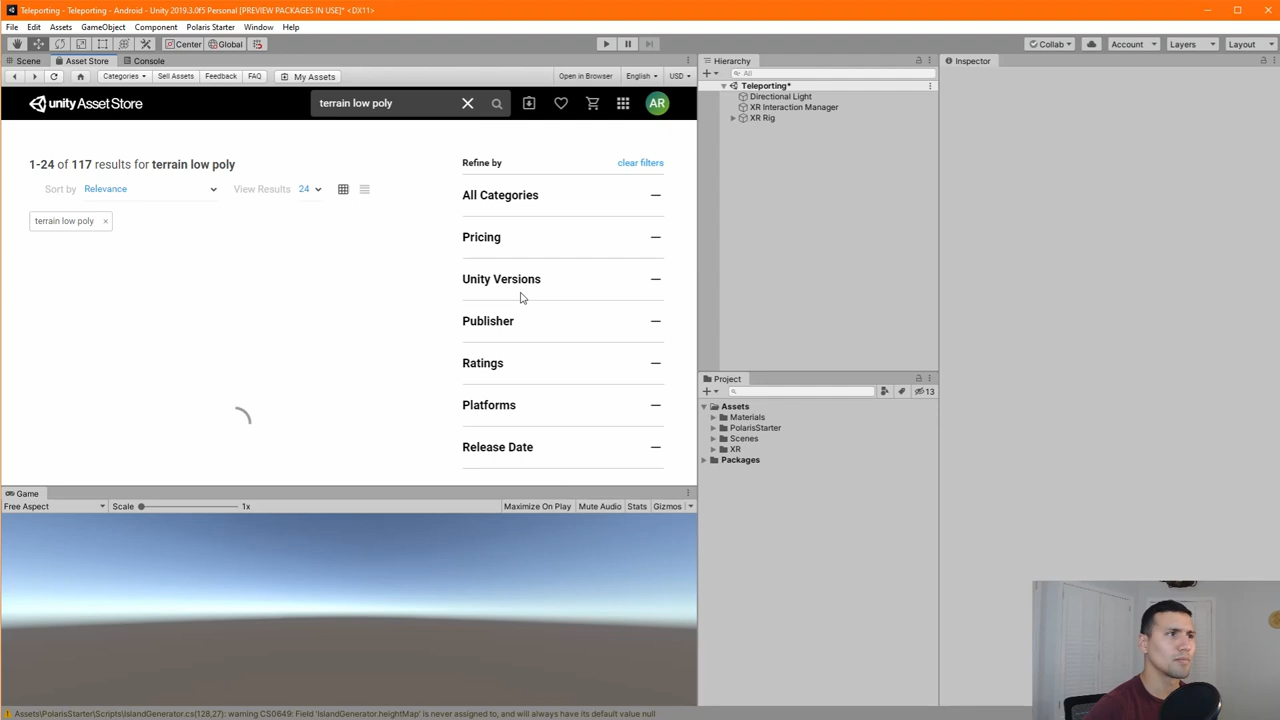 Teleporting - Teleporting - Android - Unity 2019.3.0f5 Personal [PREVIEW PACKAGES IN USE]* <DX11>
File Edit Assets GameObject Component Polaris Starter Window Help
Center Global Collab Account Layers Layout
Scene Asset Store Console
Hierarchy
Inspector
Categories Sell Assets Feedback FAQ My Assets Open in Browser English USD
All
Teleporting*
Directional Light
XR Interaction Manager
XR Rig
unity Asset Store terrain low poly AR
1-24 of 117 results for terrain low poly
Sort by Relevance View Results 24
terrain low poly ×
Refine by clear filters
All Categories
Pricing
Unity Versions
Publisher
Ratings
Platforms
Release Date
Project
13
Assets
Materials
PolarisStarter
Scenes
XR
Packages
Game
Free Aspect Scale 1x Maximize On Play Mute Audio Stats Gizmos
Assets\PolarisStarter\Scripts\IslandGenerator.cs(128,27): warning CS0649: Field 'IslandGenerator.heightMap' is never assigned to, and will always have its default value null